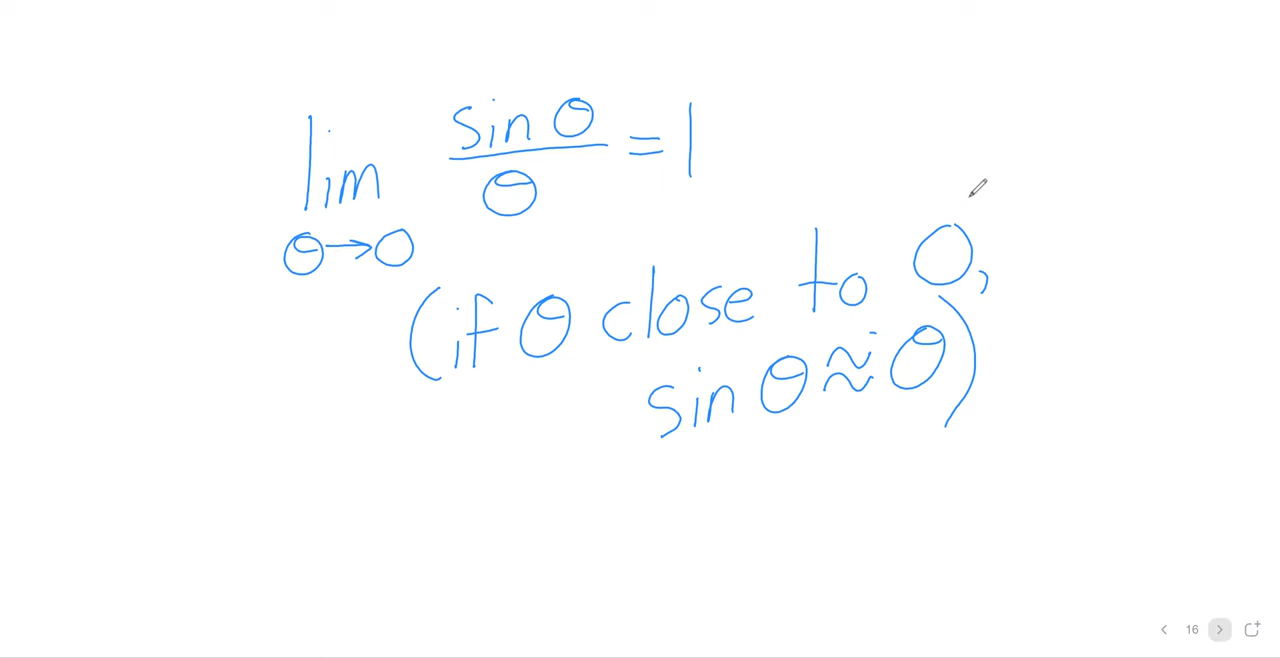 lim θ→0 sin θ / θ = 1
(if θ close to 0,
sin θ ≈ θ)
16